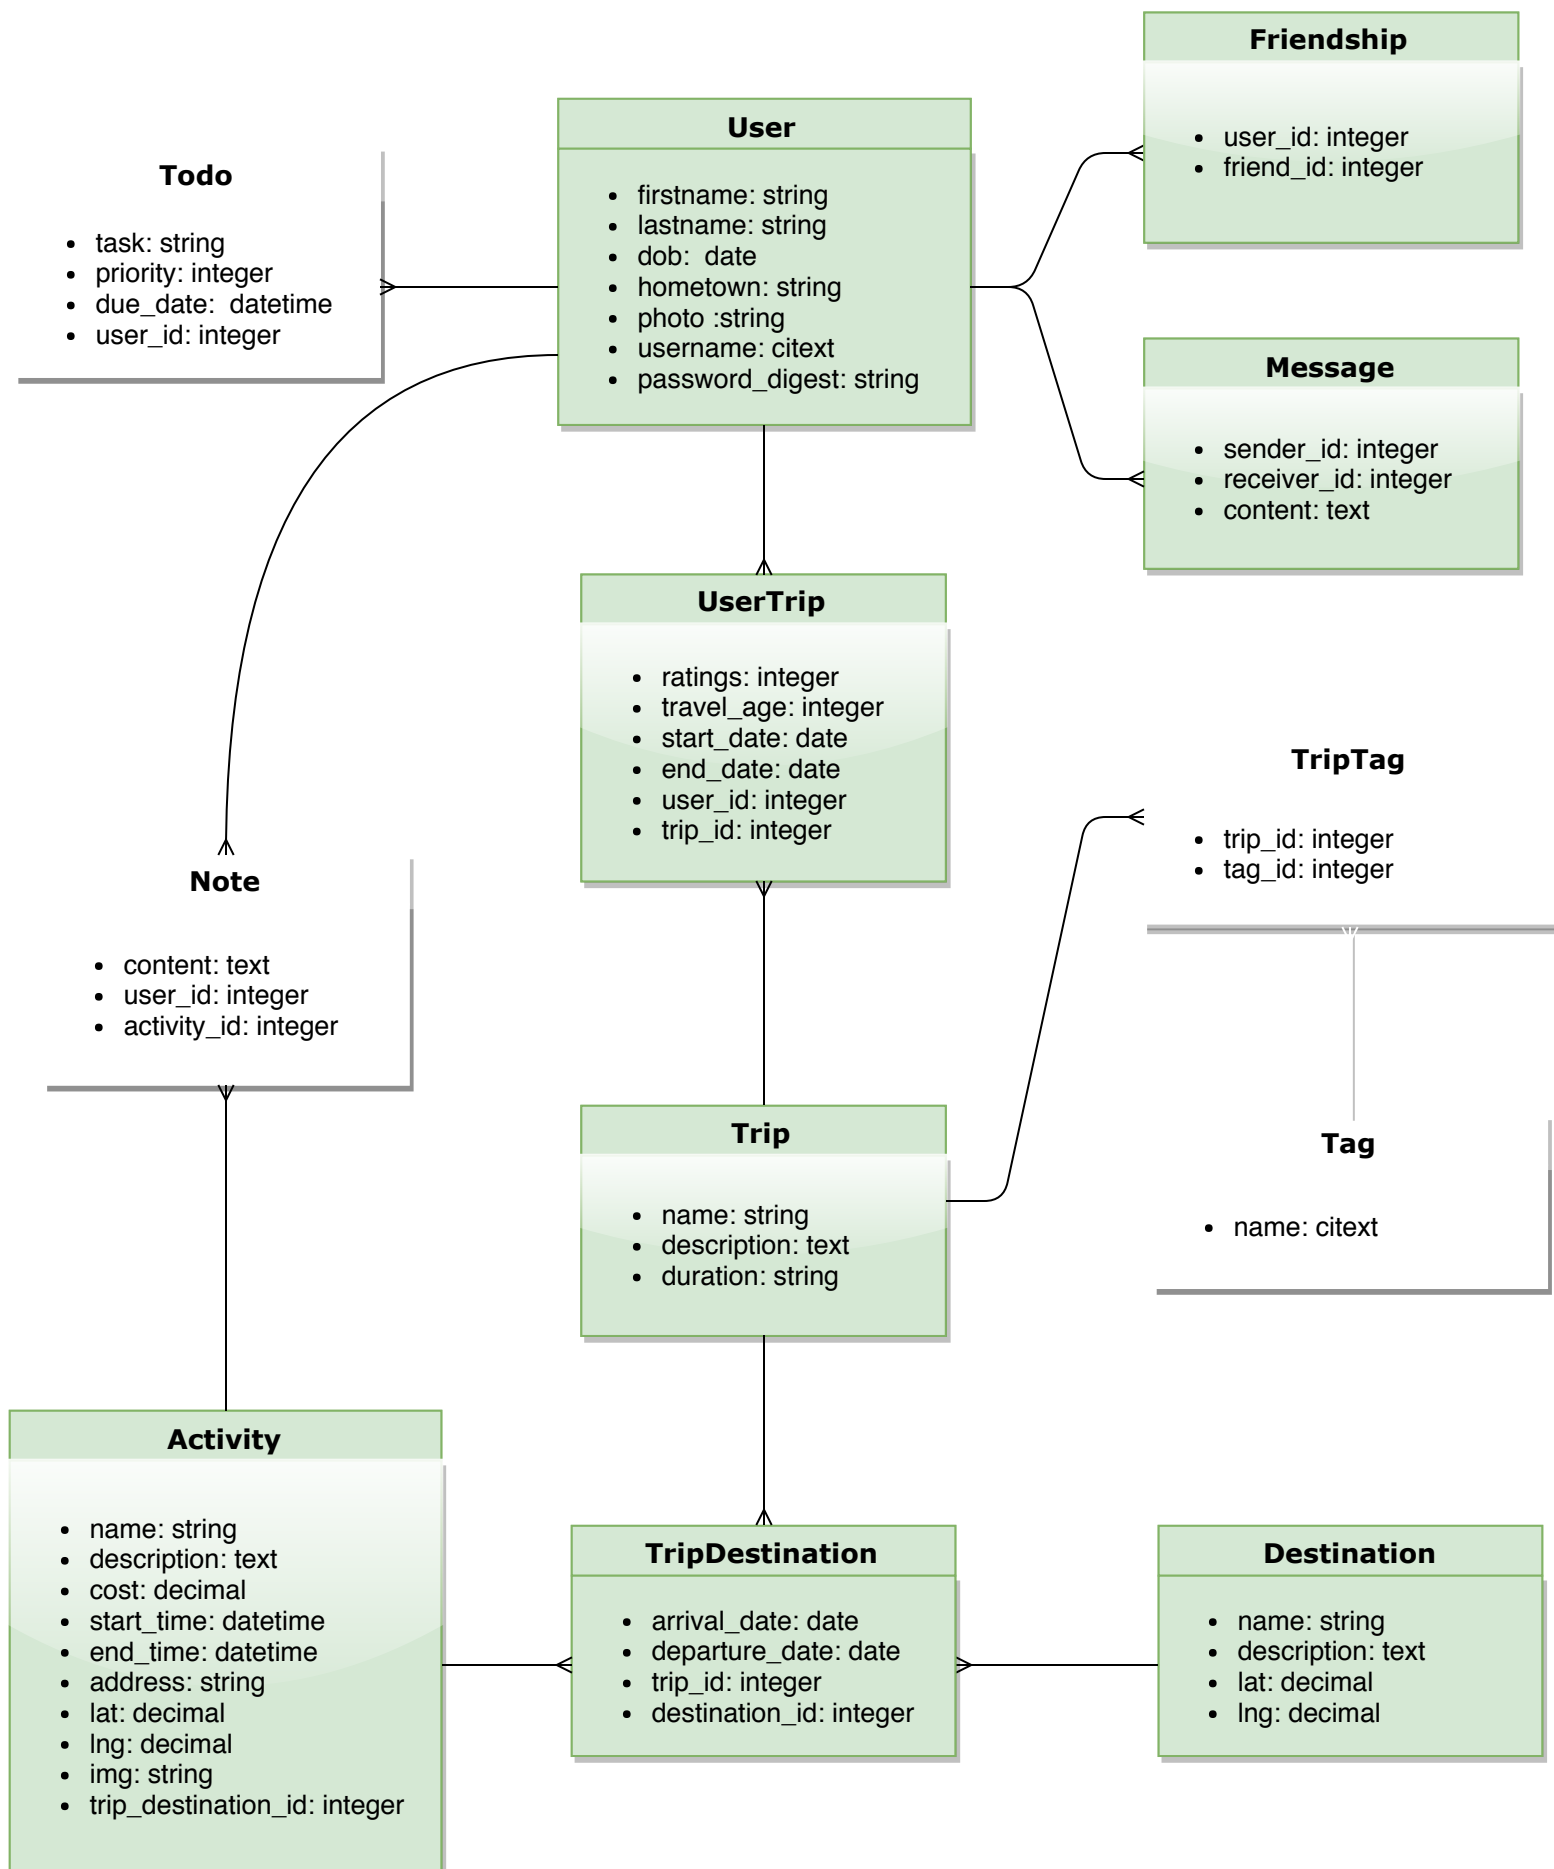 Friendship
• user_id: integer
• friend_id: integer
User
• firstname: string
• lastname: string
• dob:  date
• hometown: string
• photo :string
• username: citext
• password_digest: string
Todo
• task: string
• priority: integer
• due_date:  datetime
• user_id: integer
Message
• sender_id: integer
• receiver_id: integer
• content: text
UserTrip
• ratings: integer
• travel_age: integer
• start_date: date
• end_date: date
• user_id: integer
• trip_id: integer
TripTag
• trip_id: integer
• tag_id: integer
Note
• content: text
• user_id: integer
• activity_id: integer
Trip
• name: string
• description: text
• duration: string
Tag
• name: citext
Activity
• name: string
• description: text
• cost: decimal
• start_time: datetime
• end_time: datetime
• address: string
• lat: decimal
• lng: decimal
• img: string
• trip_destination_id: integer
TripDestination
• arrival_date: date
• departure_date: date
• trip_id: integer
• destination_id: integer
Destination
• name: string
• description: text
• lat: decimal
• lng: decimal